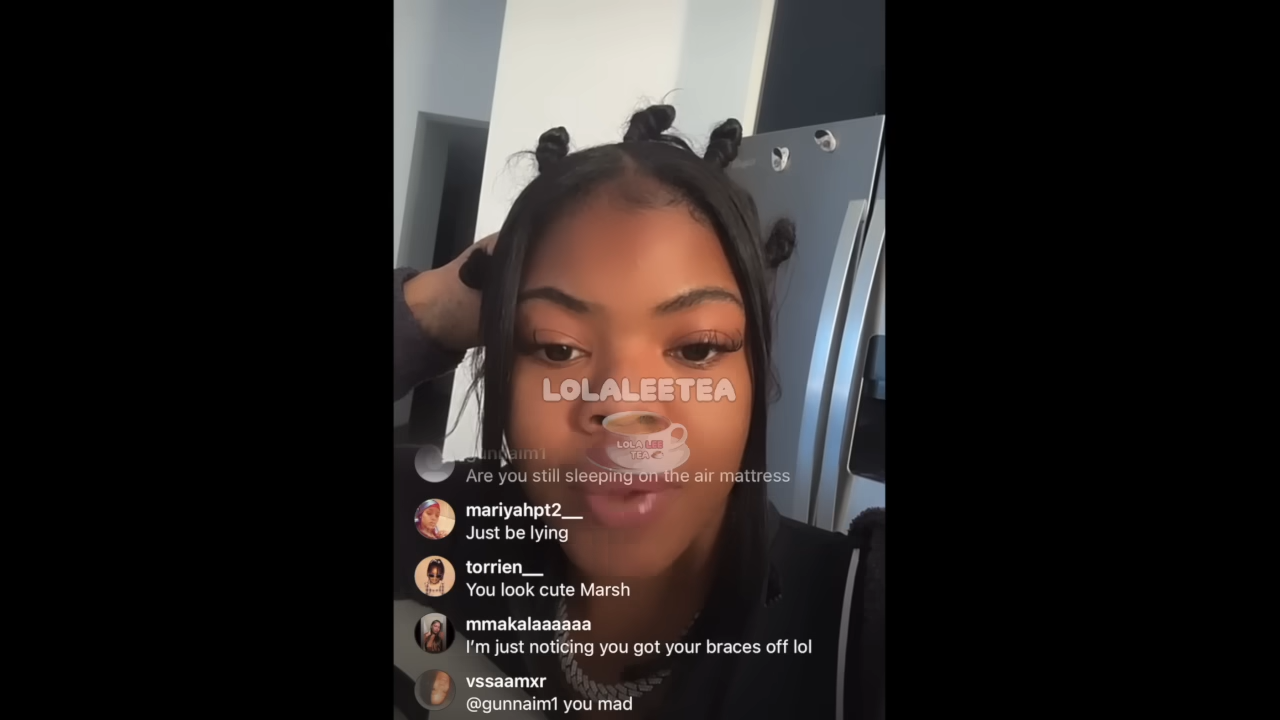 LOLALEETEA
LOLA LEE
TEA
gunnaim1
Are you still sleeping on the air mattress
mariyahpt2__
Just be lying
torrien__
You look cute Marsh
mmakalaaaaaa
I'm just noticing you got your braces off lol
vssaamxr
@gunnaim1 you mad